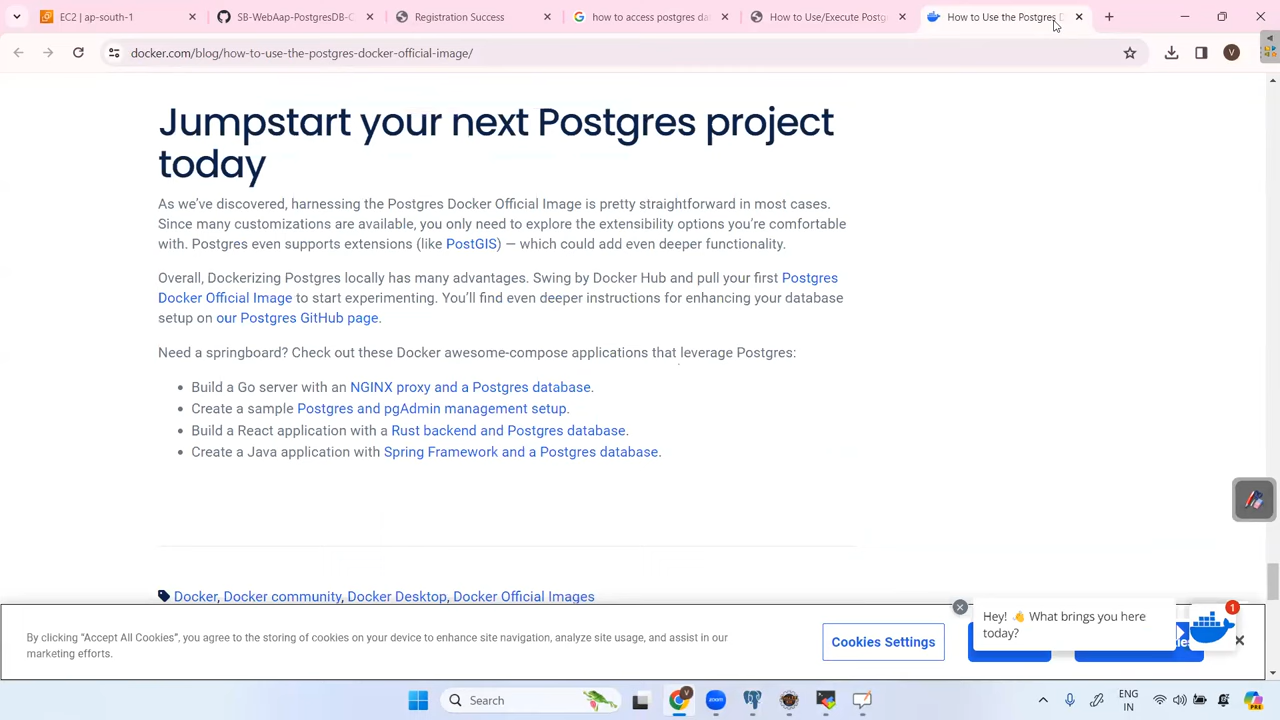 EC2 | ap-south-1
SB-WebAap-PostgresDB-C
Registration Success
how to access postgres dat
How to Use/Execute Postg
How to Use the Postgres D
docker.com/blog/how-to-use-the-postgres-docker-official-image/
V
Jumpstart your next Postgres project
today
As we’ve discovered, harnessing the Postgres Docker Official Image is pretty straightforward in most cases.
Since many customizations are available, you only need to explore the extensibility options you’re comfortable
with. Postgres even supports extensions (like PostGIS) — which could add even deeper functionality.
Overall, Dockerizing Postgres locally has many advantages. Swing by Docker Hub and pull your first Postgres
Docker Official Image to start experimenting. You’ll find even deeper instructions for enhancing your database
setup on our Postgres GitHub page.
Need a springboard? Check out these Docker awesome-compose applications that leverage Postgres:
• Build a Go server with an NGINX proxy and a Postgres database.
• Create a sample Postgres and pgAdmin management setup.
• Build a React application with a Rust backend and Postgres database.
• Create a Java application with Spring Framework and a Postgres database.
Docker, Docker community, Docker Desktop, Docker Official Images
By clicking “Accept All Cookies”, you agree to the storing of cookies on your device to enhance site navigation, analyze site usage, and assist in our
marketing efforts.
Cookies Settings
Hey! 👋 What brings you here
today?
1
Search
V
zoom
ENG
IN
PRE